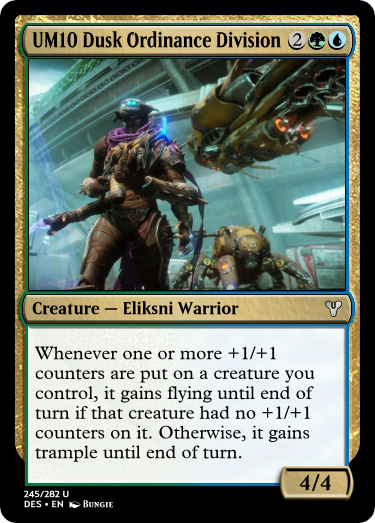 UM10 Dusk Ordinance Division 2
Creature — Eliksni Warrior
Whenever one or more +1/+1
counters are put on a creature you
control, it gains flying until end of
turn if that creature had no +1/+1
counters on it. Otherwise, it gains
trample until end of turn.
4/4
245/282 U
DES • EN Bungie